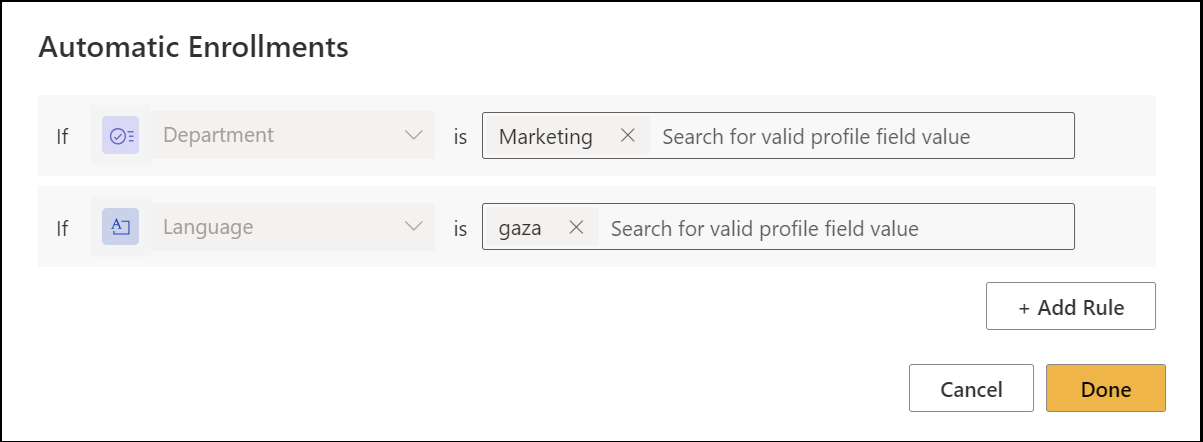 Automatic Enrollments
If Department is Marketing Search for valid profile field value
If A Language is gaza Search for valid profile field value
+ Add Rule
Cancel Done